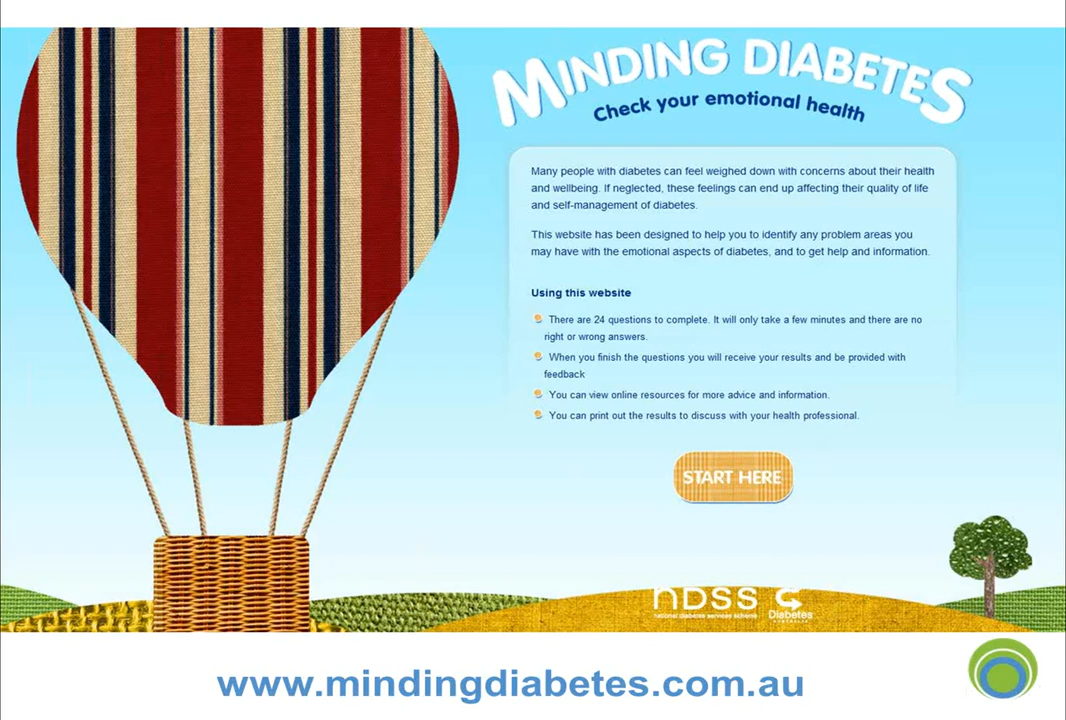 MINDING DIABETES
Check your emotional health
Many people with diabetes can feel weighed down with concerns about their health
and wellbeing. If neglected, these feelings can end up affecting their quality of life
and self-management of diabetes.
This website has been designed to help you to identify any problem areas you
may have with the emotional aspects of diabetes, and to get help and information.
Using this website
There are 24 questions to complete. It will only take a few minutes and there are no
right or wrong answers.
When you finish the questions you will receive your results and be provided with
feedback
You can view online resources for more advice and information.
You can print out the results to discuss with your health professional.
START HERE
ndss
national diabetes services scheme
Diabetes
AUSTRALIA
www.mindingdiabetes.com.au